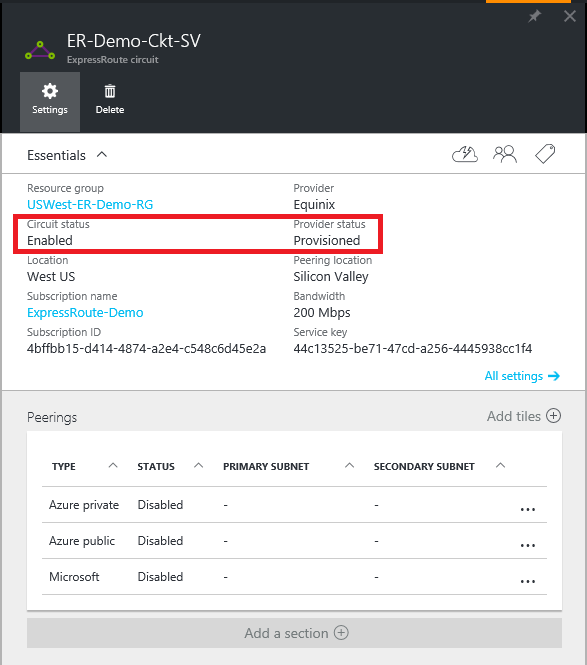 ER-Demo-Ckt-SV
ExpressRoute circuit
Settings
Delete
Essentials
Resource group
USWest-ER-Demo-RG
Provider
Equinix
Circuit status
Enabled
Provider status
Provisioned
Location
West US
Peering location
Silicon Valley
Subscription name
ExpressRoute-Demo
Bandwidth
200 Mbps
Subscription ID
4bffbb15-d414-4874-a2e4-c548c6d45e2a
Service key
44c13525-be71-47cd-a256-4445938cc1f4
All settings
Peerings
Add tiles
TYPE STATUS PRIMARY SUBNET SECONDARY SUBNET
Azure private Disabled - - ...
Azure public Disabled - - ...
Microsoft Disabled - - ...
Add a section